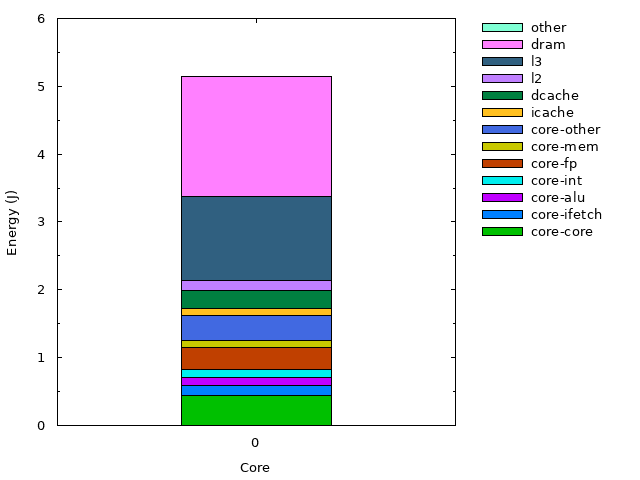 6
5
4
3
2
1
0
Energy (J)
0
Core
other
dram
l3
l2
dcache
icache
core-other
core-mem
core-fp
core-int
core-alu
core-ifetch
core-core